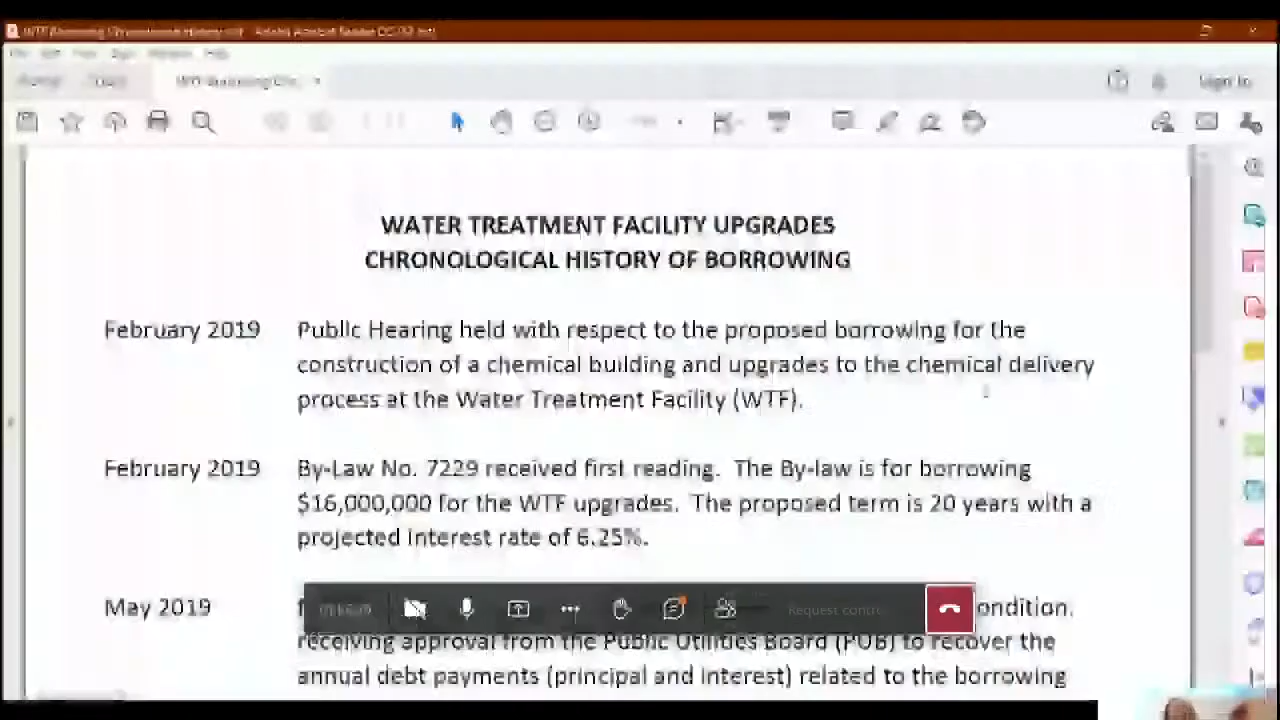 Sign In
WATER TREATMENT FACILITY UPGRADES
CHRONOLOGICAL HISTORY OF BORROWING
February 2019 Public Hearing held with respect to the proposed borrowing for the
construction of a chemical building and upgrades to the chemical delivery
process at the Water Treatment Facility (WTF).
February 2019 By-Law No. 7229 received first reading. The By-law is for borrowing
$16,000,000 for the WTF upgrades. The proposed term is 20 years with a
projected interest rate of 6.25%.
May 2019 ondition.
Request contro
receiving approval from the Public Utilities Board (PUB) to recover the
annual debt payments (principal and interest) related to the borrowing